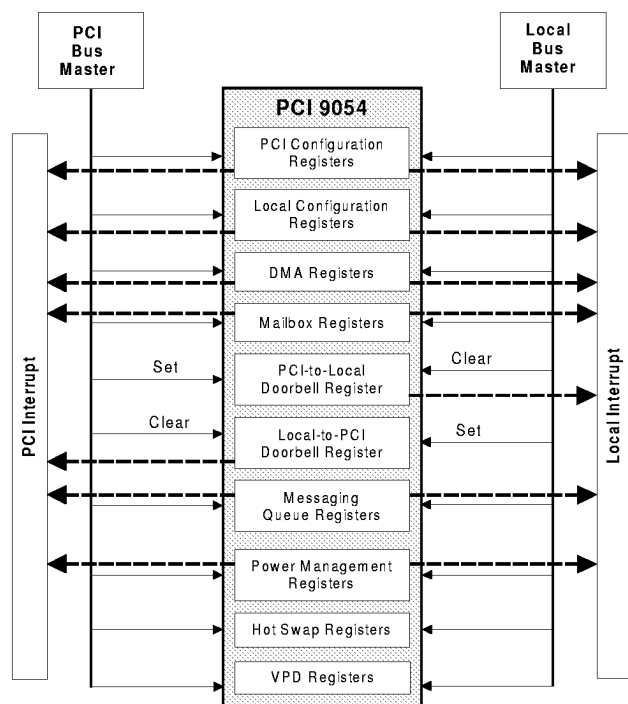 PCI
Bus
Master
Local
Bus
Master
PCI 9054
PCI Configuration
Registers
Local Configuration
Registers
DMA Registers
Mailbox Registers
Set
PCI-to-Local
Doorbell Register
Clear
Clear
Local-to-PCI
Doorbell Register
Set
Messaging
Queue Registers
Power Management
Registers
Hot Swap Registers
VPD Registers
PCI Interrupt
Local Interrupt